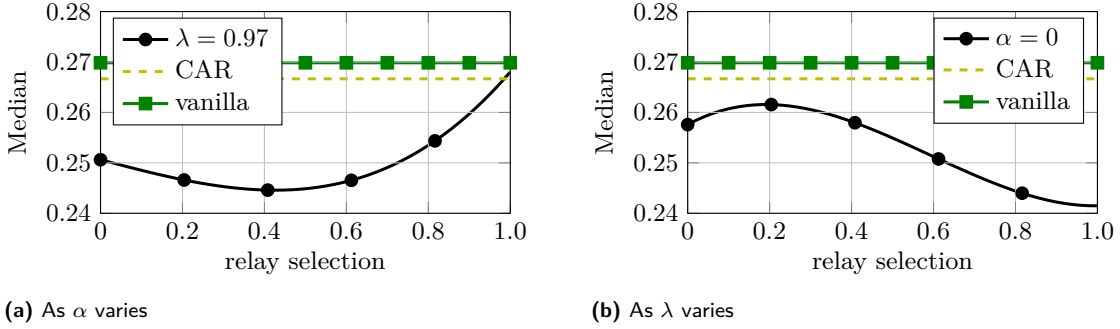 0.28
0.27
0.26
0.25
0.24
Median
λ = 0.97
CAR
vanilla
0 0.2 0.4 0.6 0.8 1.0
relay selection
(a) As α varies
0.28
0.27
0.26
0.25
0.24
Median
α = 0
CAR
vanilla
0 0.2 0.4 0.6 0.8 1.0
relay selection
(b) As λ varies